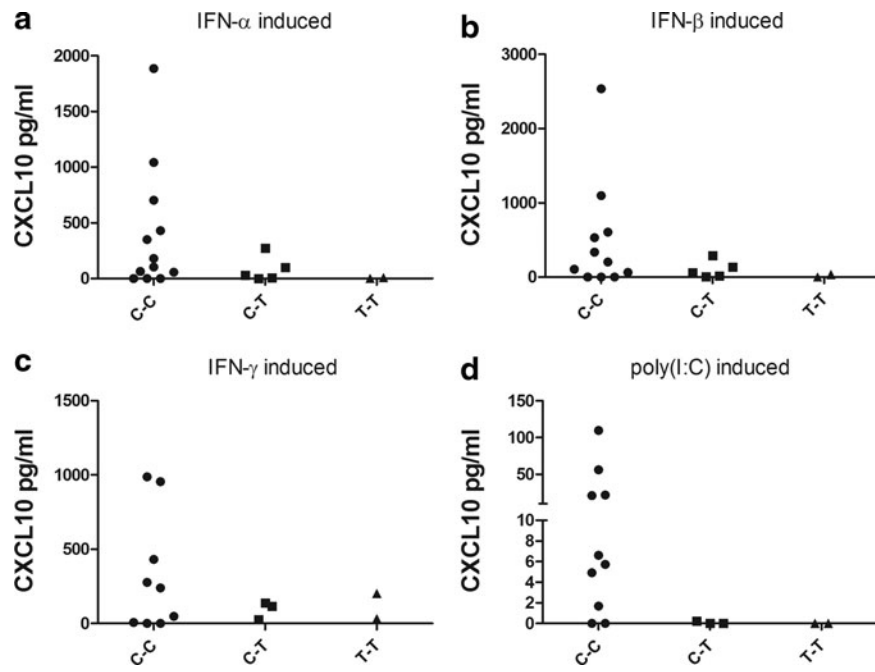 a
IFN-α induced
CXCL10 pg/ml
2000
1500
1000
500
0
C-C
C-T
T-T
b
IFN-β induced
CXCL10 pg/ml
3000
2000
1000
0
C-C
C-T
T-T
c
IFN-γ induced
CXCL10 pg/ml
1500
1000
500
0
C-C
C-T
T-T
d
poly(I:C) induced
CXCL10 pg/ml
150
100
50
10
8
6
4
2
0
C-C
C-T
T-T